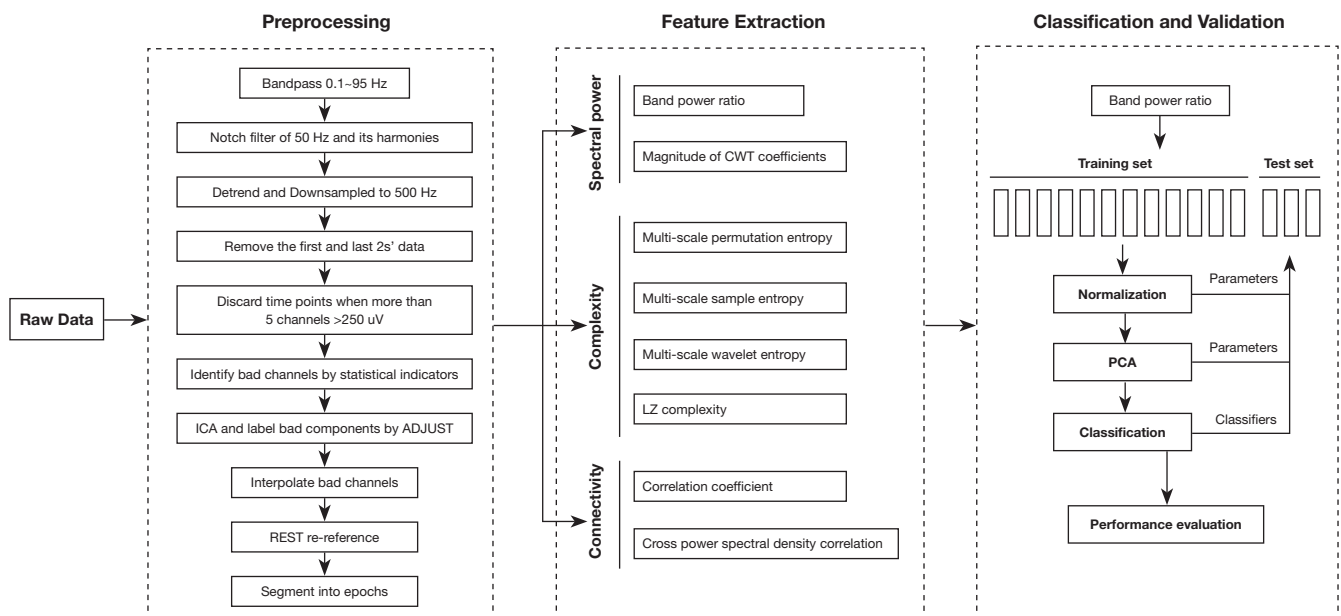 Preprocessing
Feature Extraction
Classification and Validation
Raw Data
Bandpass 0.1~95 Hz
Notch filter of 50 Hz and its harmonies
Detrend and Downsampled to 500 Hz
Remove the first and last 2s’ data
Discard time points when more than
5 channels >250 uV
Identify bad channels by statistical indicators
ICA and label bad components by ADJUST
Interpolate bad channels
REST re-reference
Segment into epochs
Spectral power
Band power ratio
Magnitude of CWT coefficients
Complexity
Multi-scale permutation entropy
Multi-scale sample entropy
Multi-scale wavelet entropy
LZ complexity
Connectivity
Correlation coefficient
Cross power spectral density correlation
Band power ratio
Training set
Test set
Normalization
Parameters
PCA
Parameters
Classification
Classifiers
Performance evaluation